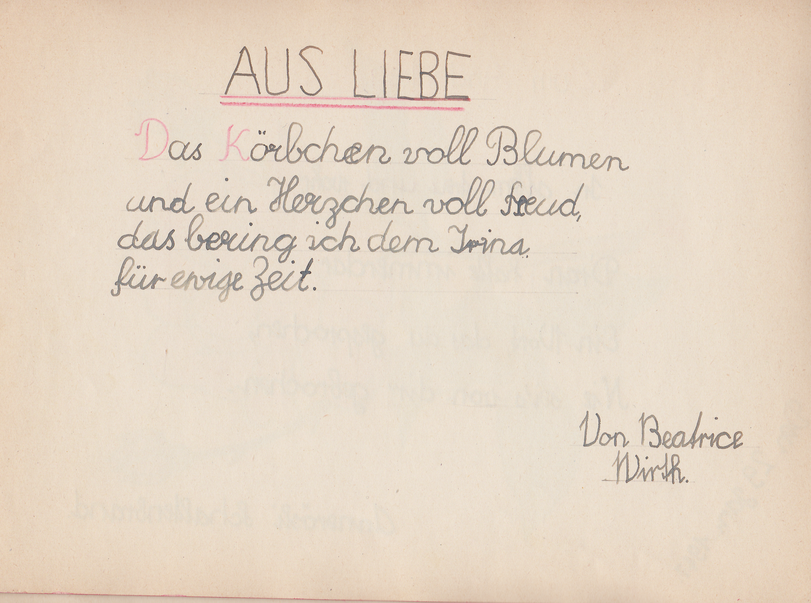 AUS LIEBE
Das Körbchen voll Blumen
und ein Herzchen voll Freud,
das bering ich dem Irina.
für ewige Zeit.
Von Beatrice
Wirth.